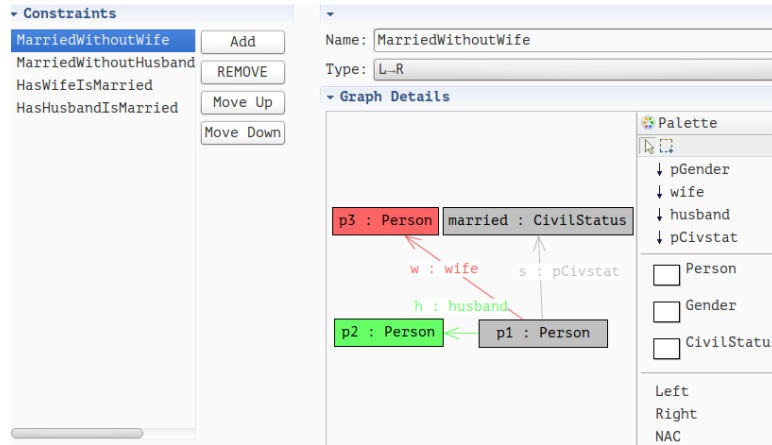 Constraints
MarriedWithoutWife
MarriedWithoutHusband
HasWifeIsMarried
HasHusbandIsMarried
Add
REMOVE
Move Up
Move Down
Name: MarriedWithoutWife
Type: L→R
Graph Details
p3 : Person
married : CivilStatus
w : wife
s : pCivstat
h : husband
p2 : Person
p1 : Person
Palette
pGender
wife
husband
pCivstat
Person
Gender
CivilStatus
Left
Right
NAC